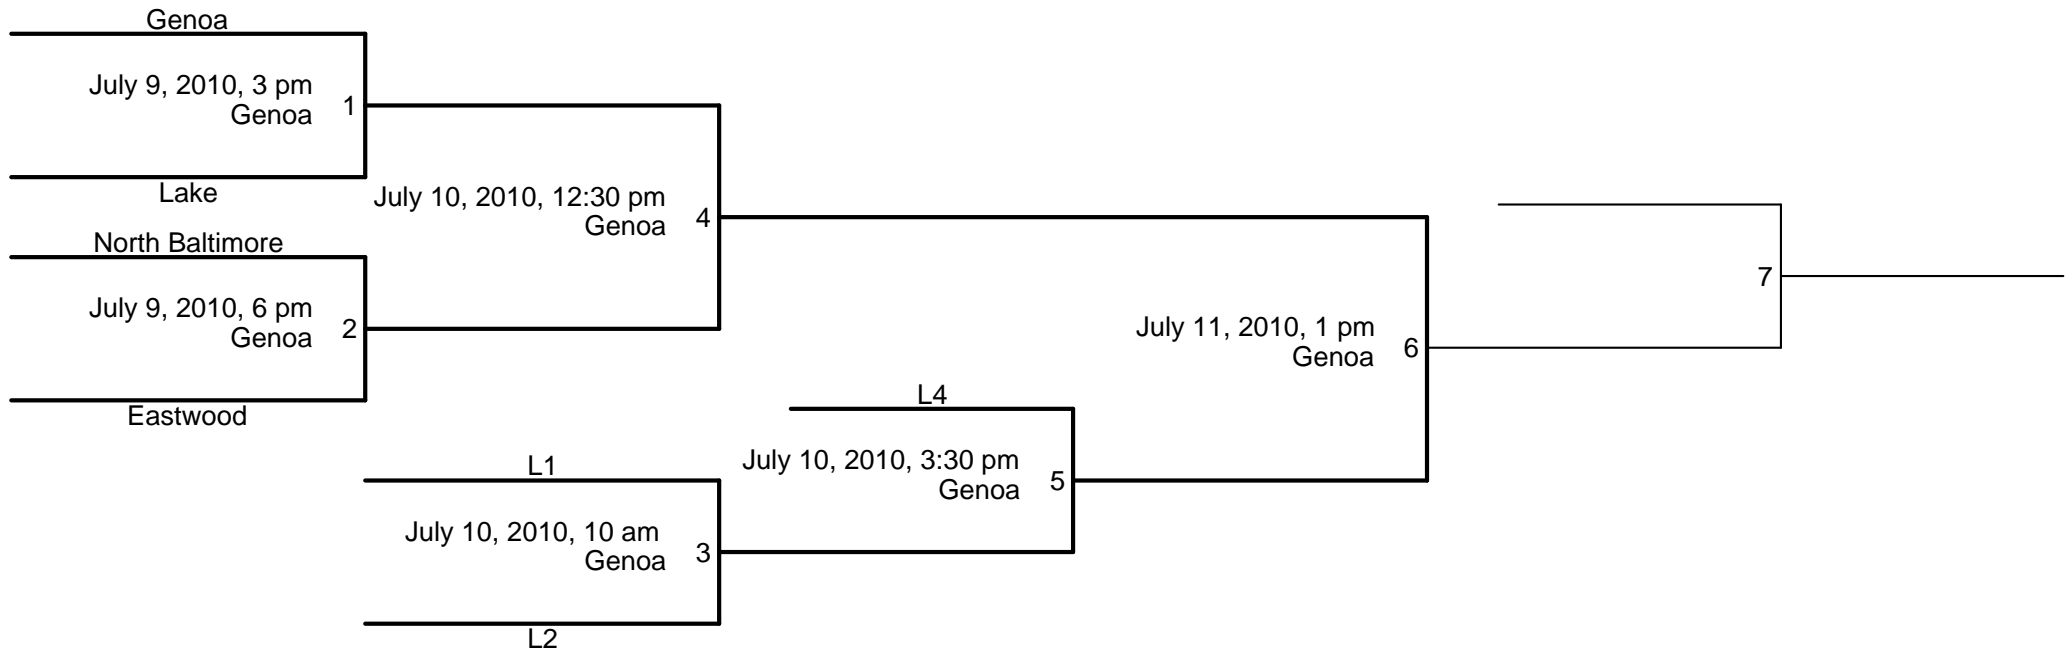 Genoa
July 9, 2010, 3 pm
Genoa
1
Lake
North Baltimore
July 9, 2010, 6 pm
Genoa
2
Eastwood
July 10, 2010, 12:30 pm
Genoa
4
L1
July 10, 2010, 10 am
Genoa
3
L2
L4
July 10, 2010, 3:30 pm
Genoa
5
July 11, 2010, 1 pm
Genoa
6
7